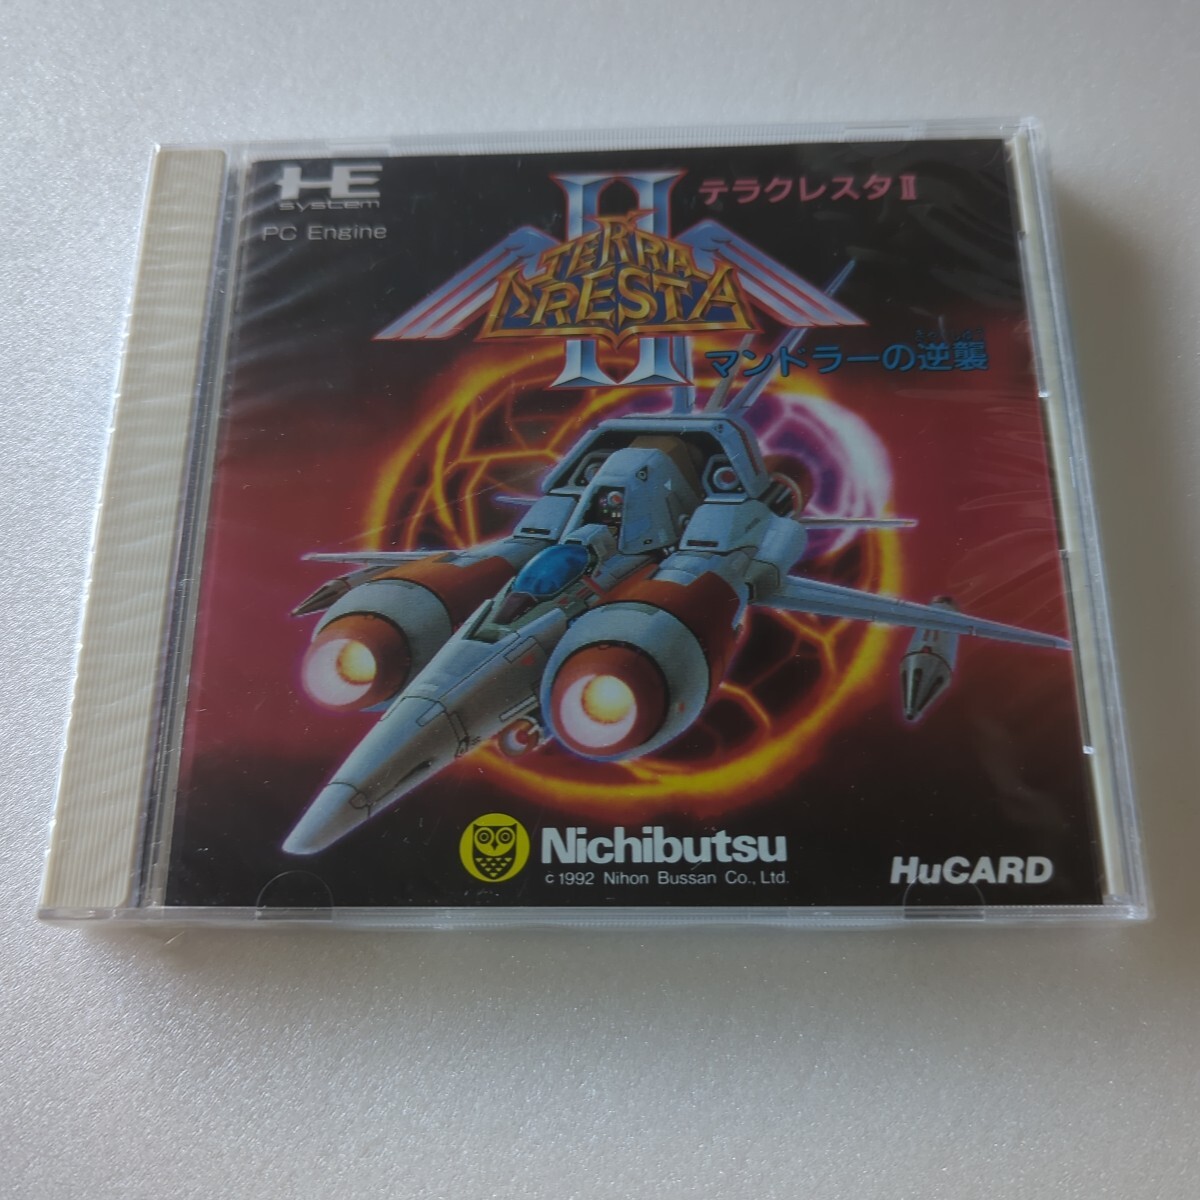 HE
system
PC Engine
テラクレスタⅡ
II
TERRA
CRESTA
マンドラーの逆襲
Nichibutsu
© 1992 Nihon Bussan Co., Ltd.
HuCARD